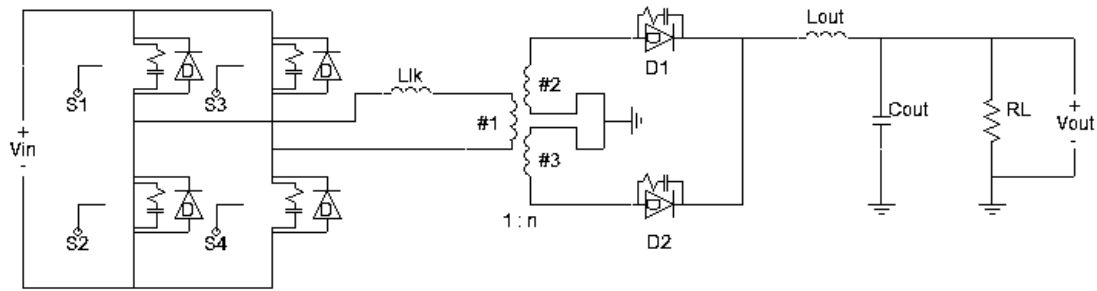 Lout
D1
Llk
#2
S1
S3
D
D
+
Vin
-
#1
Cout
RL
+
Vout
-
#3
D
D
S2
S4
1 : n
D2